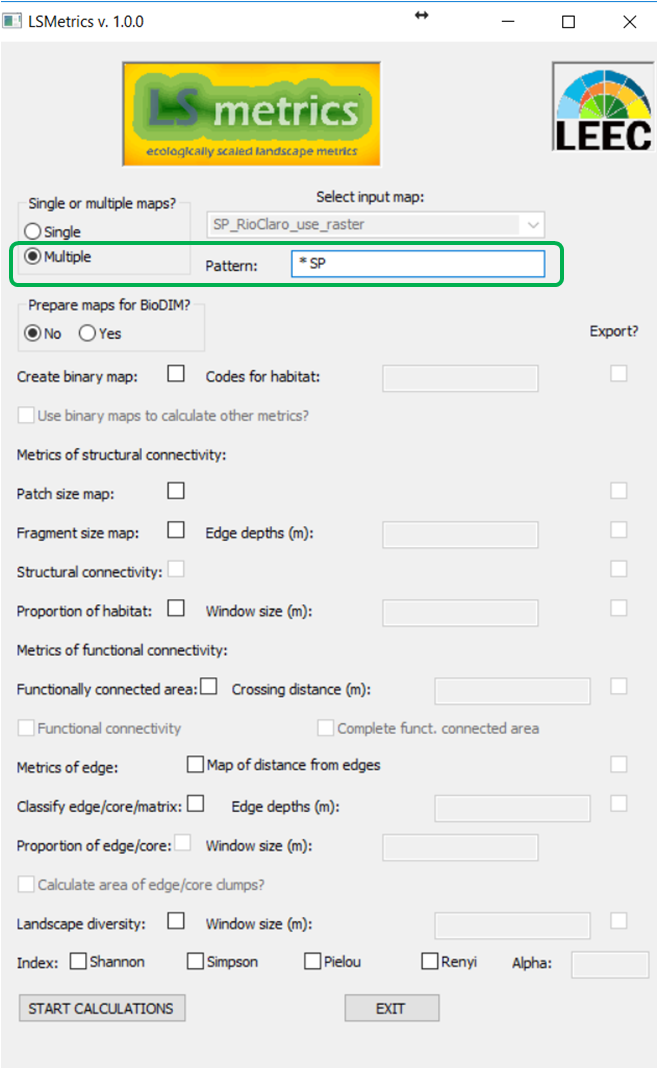 LSMetrics v. 1.0.0
LS metrics
ecologically scaled landscape metrics
LEEC
Single or multiple maps?
Select input map:
Single
SP_RioClaro_use_raster
Multiple
Pattern:
* SP
Prepare maps for BioDIM?
No
Yes
Export?
Create binary map:
Codes for habitat:
Use binary maps to calculate other metrics?
Metrics of structural connectivity:
Patch size map:
Fragment size map:
Edge depths (m):
Structural connectivity:
Proportion of habitat:
Window size (m):
Metrics of functional connectivity:
Functionally connected area:
Crossing distance (m):
Functional connectivity
Complete funct. connected area
Metrics of edge:
Map of distance from edges
Classify edge/core/matrix:
Edge depths (m):
Proportion of edge/core:
Window size (m):
Calculate area of edge/core clumps?
Landscape diversity:
Window size (m):
Index:
Shannon
Simpson
Pielou
Renyi
Alpha:
START CALCULATIONS
EXIT